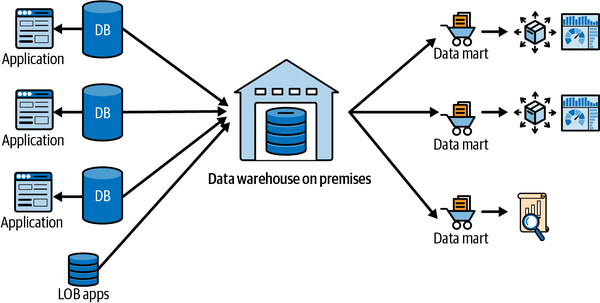 DB
Application
DB
Application
DB
Application
LOB apps
Data warehouse on premises
Data mart
Data mart
Data mart